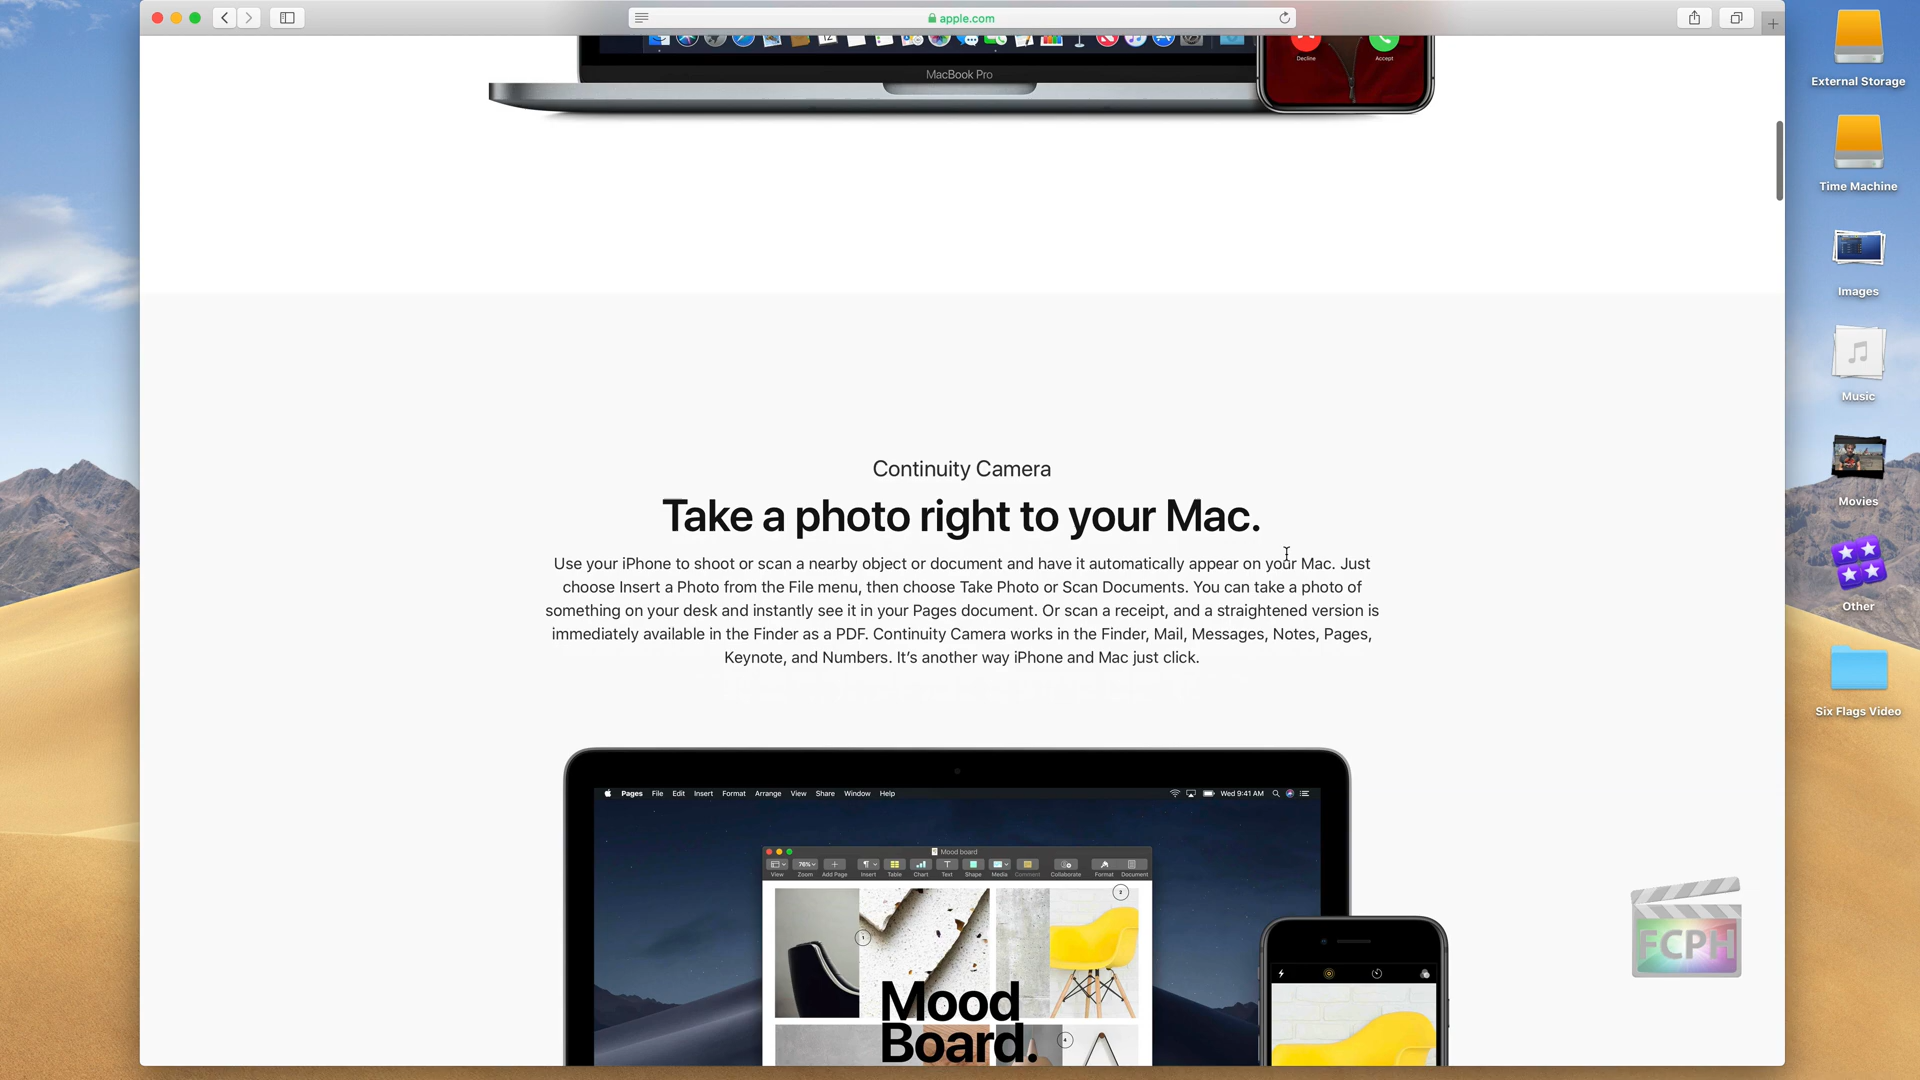 apple.com
External Storage
Decline
Accept
MacBook Pro
Time Machine
Images
Music
Continuity Camera
Take a photo right to your Mac.
Movies
Use your iPhone to shoot or scan a nearby object or document and have it automatically appear on your Mac. Just
choose Insert a Photo from the File menu, then choose Take Photo or Scan Documents. You can take a photo of
something on your desk and instantly see it in your Pages document. Or scan a receipt, and a straightened version is
immediately available in the Finder as a PDF. Continuity Camera works in the Finder, Mail, Messages, Notes, Pages,
Keynote, and Numbers. It’s another way iPhone and Mac just click.
Other
Six Flags Video
Pages File Edit Insert Format Arrange View Share Window Help
Wed 9:41 AM
Mood board
76%
View Zoom Add Page Insert Table Chart Text Shape Media Comment Collaborate Format Document
1
3
4
Mood
Board.
FCPH